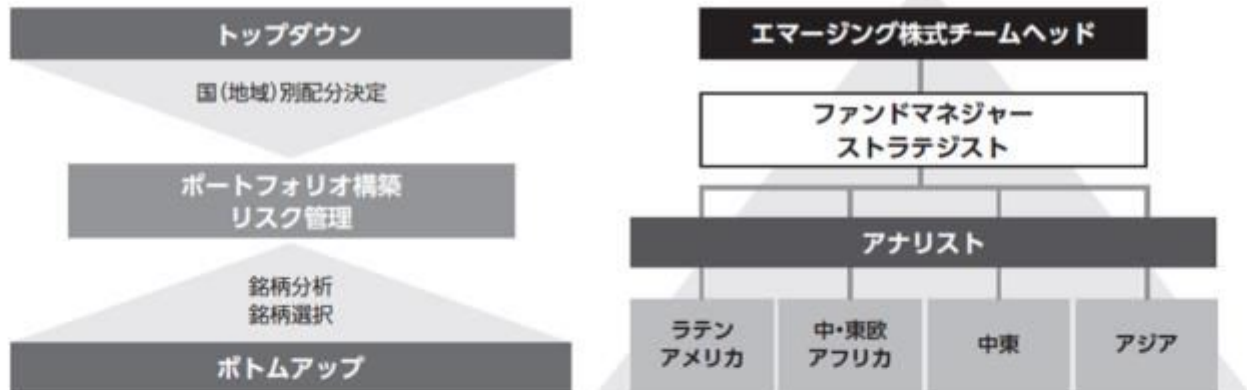 トップダウン
国(地域)別配分決定
ポートフォリオ構築
リスク管理
銘柄分析
銘柄選択
ボトムアップ
エマージング株式チームヘッド
ファンドマネジャー
ストラテジスト
アナリスト
ラテン
アメリカ
中・東欧
アフリカ
中東
アジア